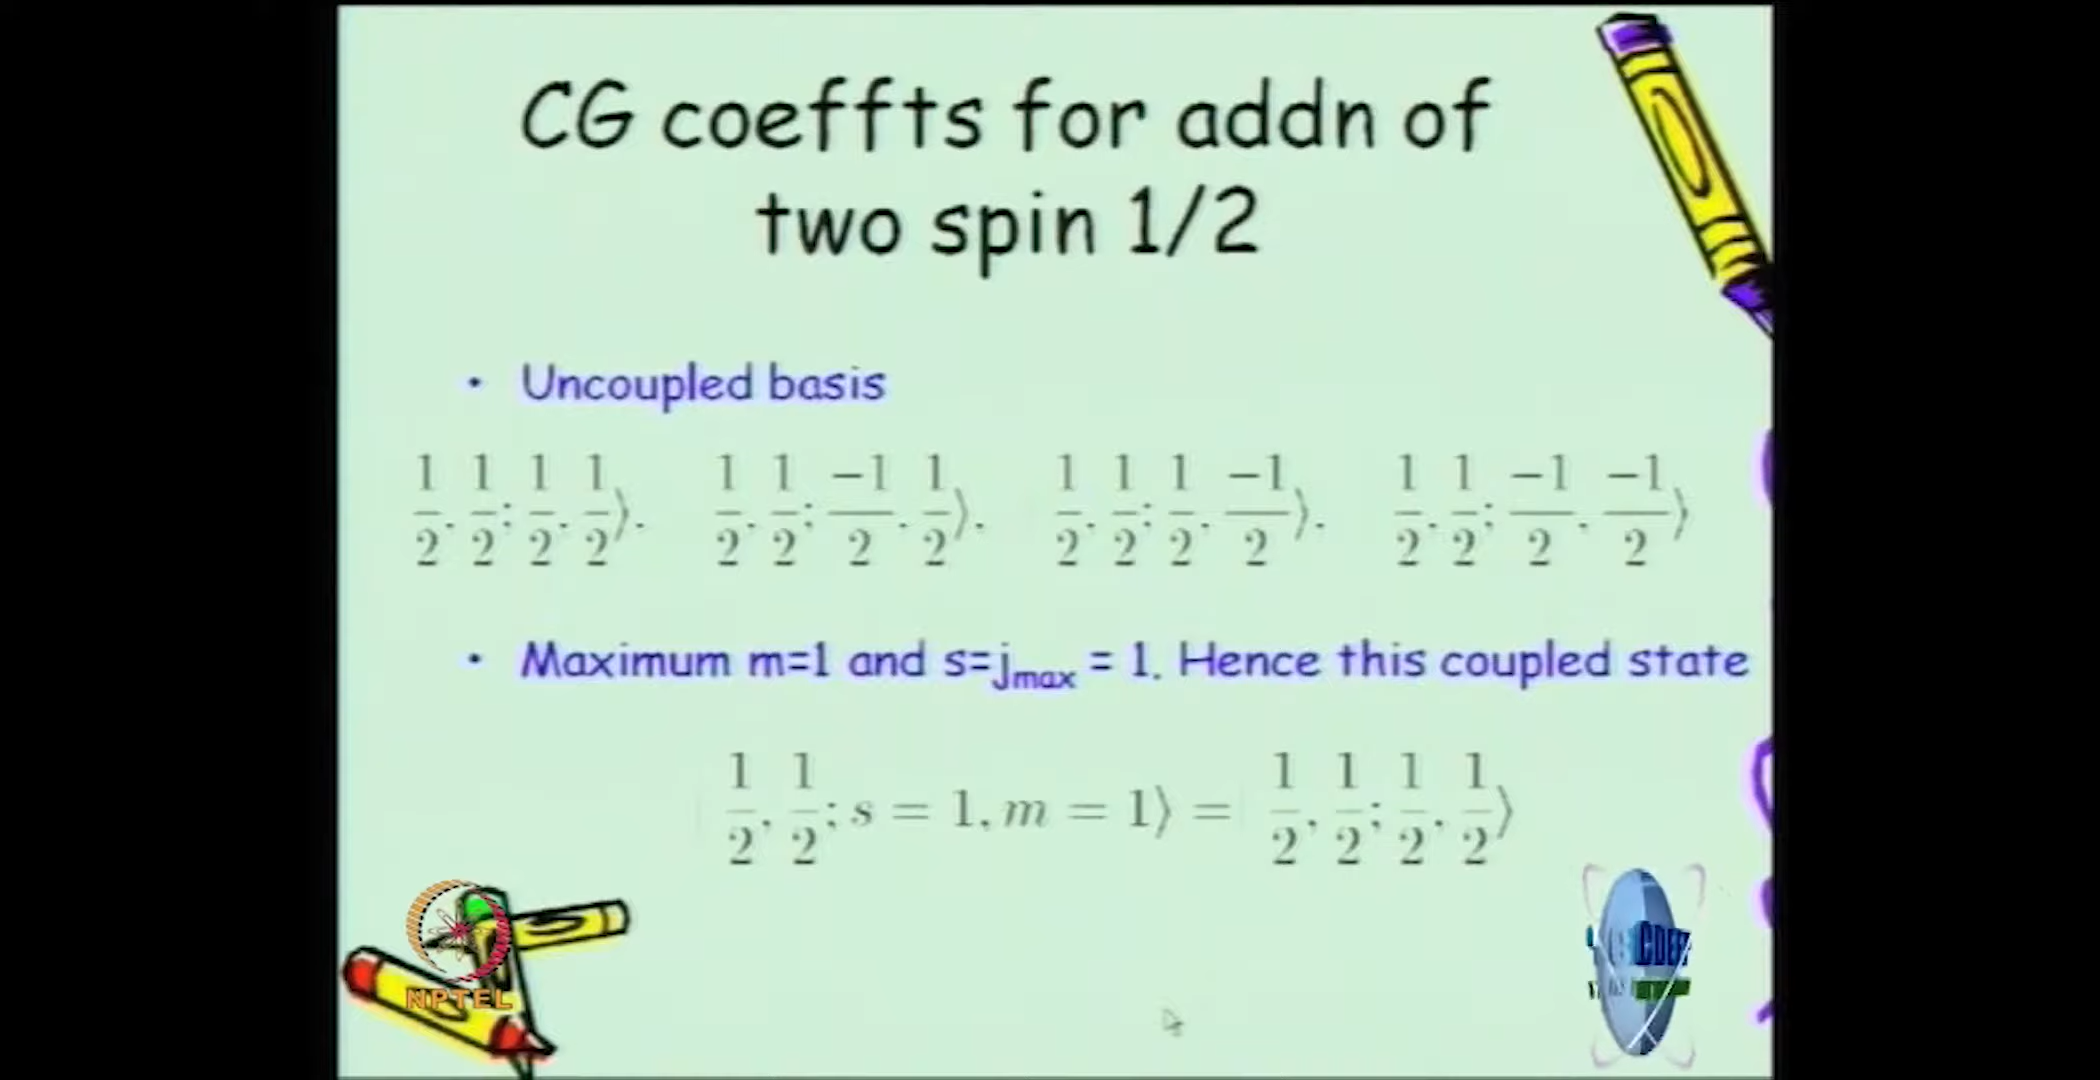 CG coeffts for addn of
two spin 1/2
• Uncoupled basis
1/2, 1/2; 1/2, 1/2⟩, 1/2, 1/2; −1/2, 1/2⟩, 1/2, 1/2; 1/2, −1/2⟩, 1/2, 1/2; −1/2, −1/2⟩
• Maximum m=1 and s=jmax = 1. Hence this coupled state
1/2, 1/2; s = 1, m = 1⟩ = 1/2, 1/2; 1/2, 1/2⟩
NPTEL